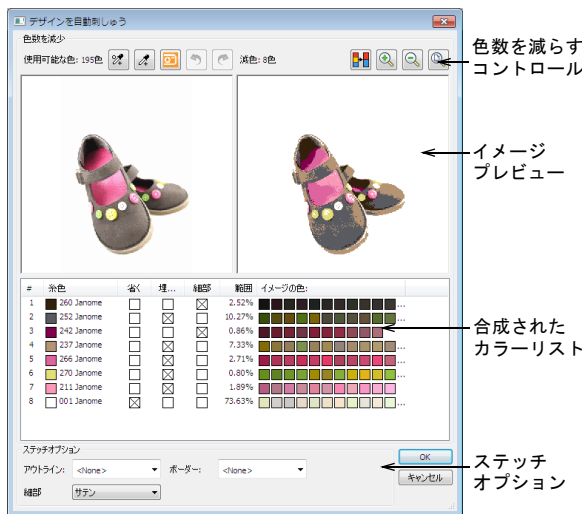 デザインを自動刺しゅう
色数を減少
使用可能な色: 195色
減色: 8色
色数を減らす
コントロール
イメージ
プレビュー
# 糸色 省く 埋... 細部 範囲 イメージの色:
1 260 Janome 2.52% ...
2 252 Janome 10.27% ...
3 242 Janome 0.86%
4 237 Janome 7.33% ...
5 266 Janome 2.71% ...
6 270 Janome 0.80% ...
7 211 Janome 1.89%
8 001 Janome 73.63% ...
合成された
カラーリスト
ステッチオプション
アウトライン: <None> ボーダー: <None>
細部 サテン
OK
キャンセル
ステッチ
オプション